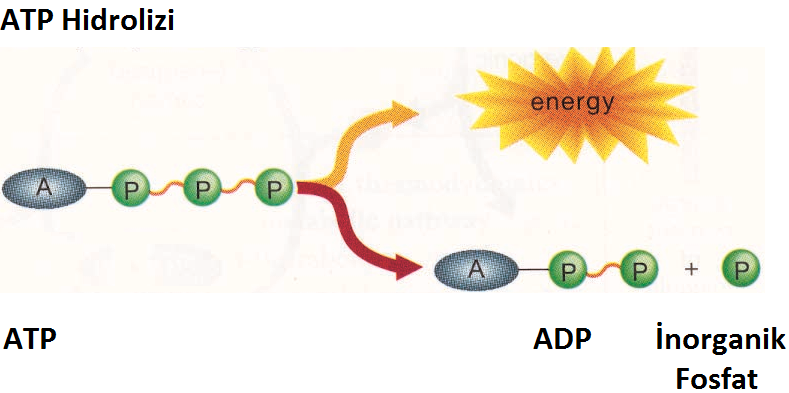 ATP Hidrolizi
energy
A P P P
A P P + P
ATP ADP İnorganik
Fosfat